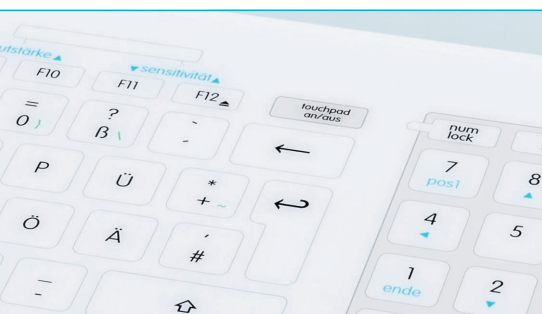 utstärke▲
▼sensitivität▲
F10
F11
F12
touchpad
an/aus
num
lock
=
0 }
?
ß \
←
7
pos1
8
▲
P
Ü
*
+ ~
↵
4
◄
5
Ö
Ä
'
#
1
ende
2
▼
_
-
⇧